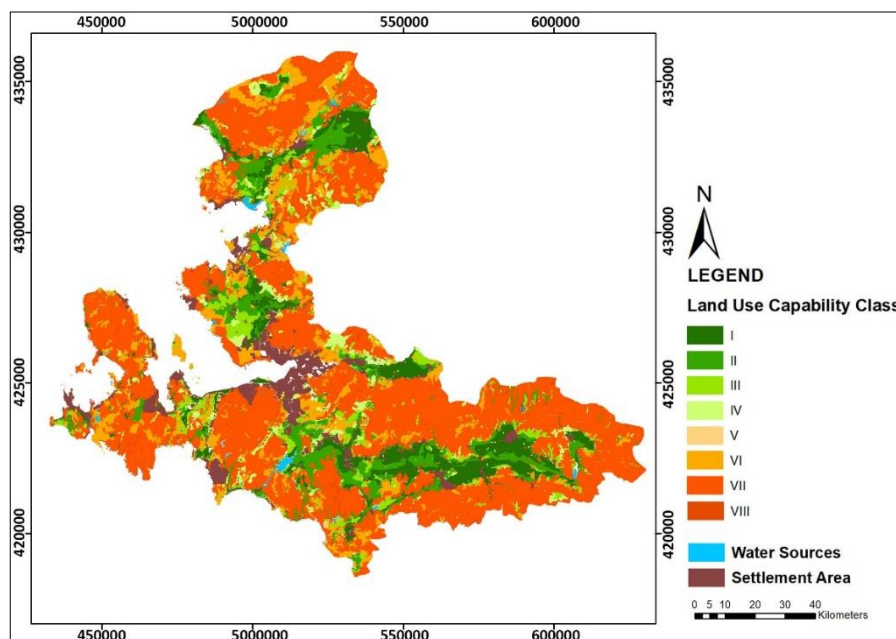 450000 5000000 550000 600000
435000
430000
425000
420000
435000
430000
425000
420000
N
LEGEND
Land Use Capability Class
I
II
III
IV
V
VI
VII
VIII
Water Sources
Settlement Area
0 5 10 20 30 40
Kilometers
450000 5000000 550000 600000